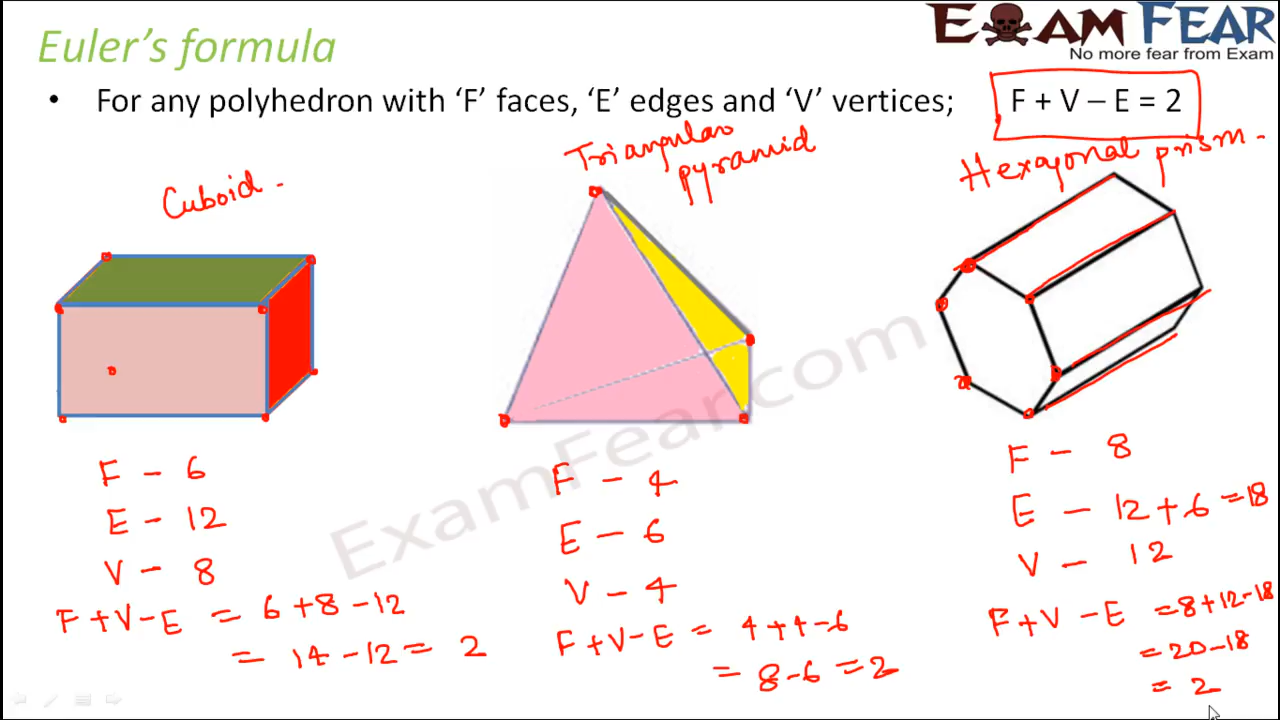 Euler's formula
EXAM FEAR
No more fear from Exam
• For any polyhedron with 'F' faces, 'E' edges and 'V' vertices;
F + V – E = 2
Cuboid
Triangular
pyramid
Hexagonal prism
ExamFear.com
F – 6
E – 12
V – 8
F + V – E = 6 + 8 – 12
= 14 – 12 = 2
F – 4
E – 6
V – 4
F + V – E = 4 + 4 – 6
= 8 - 6 = 2
F – 8
E – 12 + 6 = 18
V – 12
F + V – E = 8 + 12 – 18
= 20 – 18
= 2